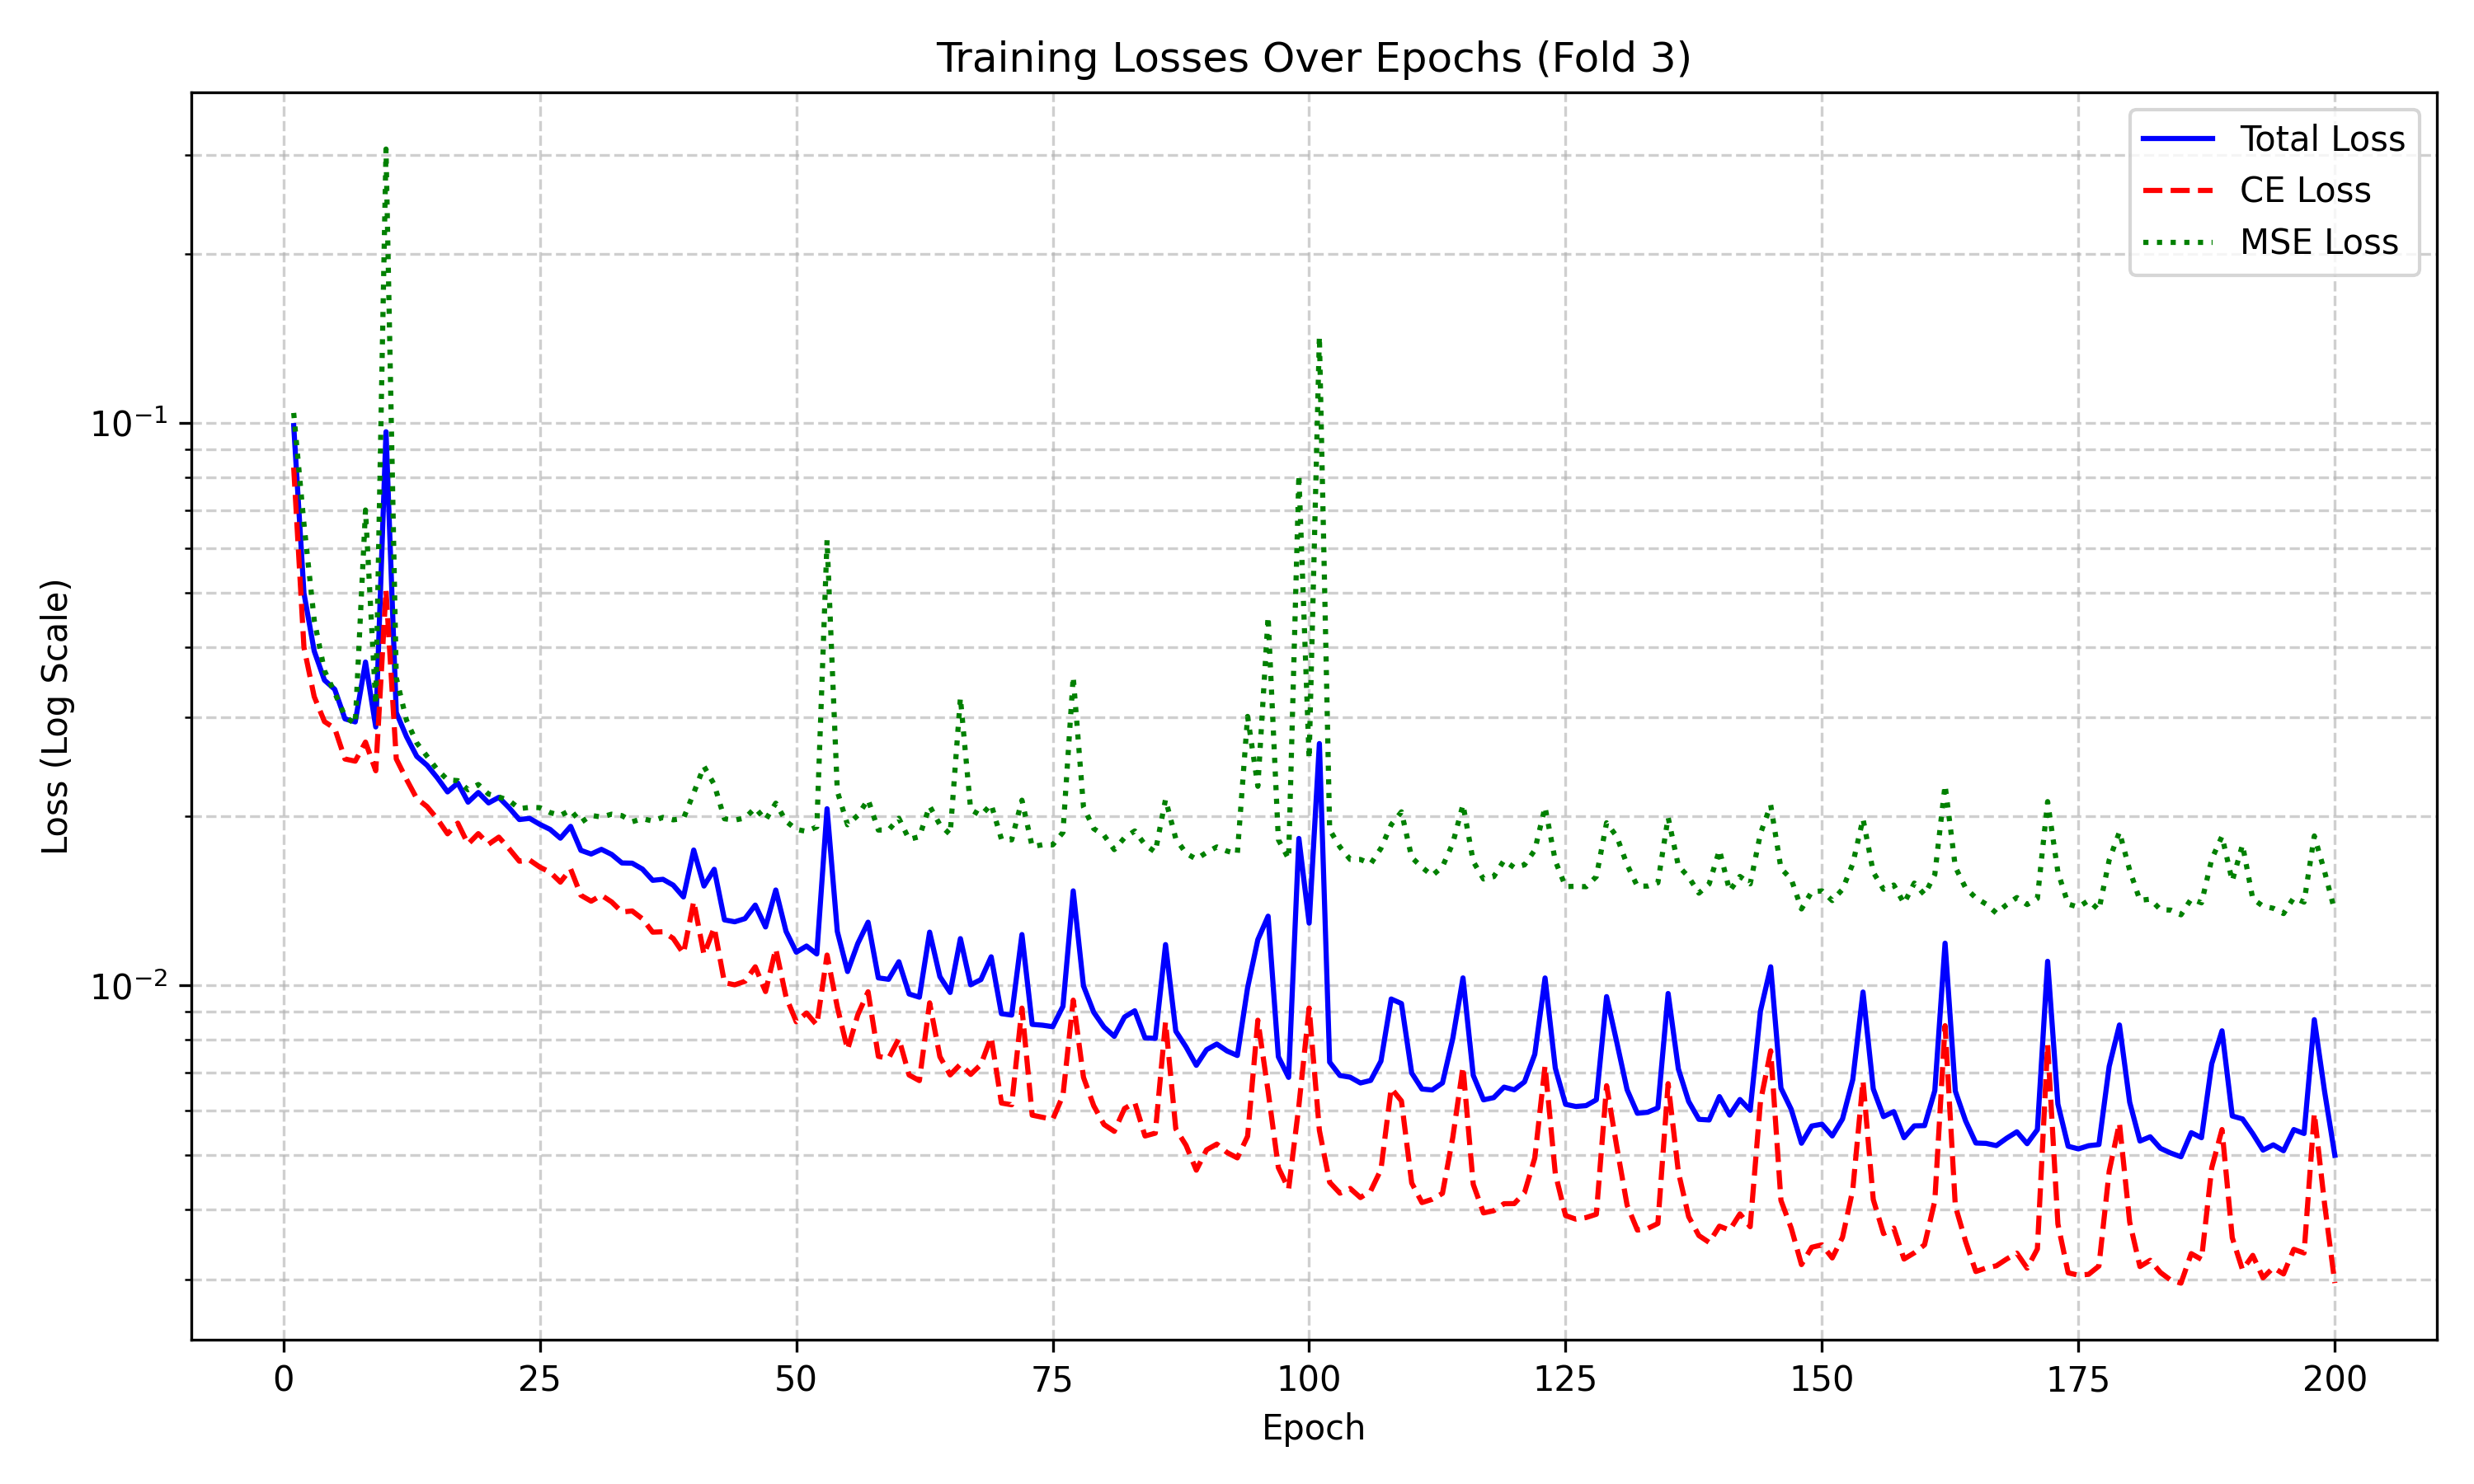 Training Losses Over Epochs (Fold 3)
Total Loss
CE Loss
MSE Loss
Loss (Log Scale)
10⁻¹
10⁻²
0 25 50 75 100 125 150 175 200
Epoch